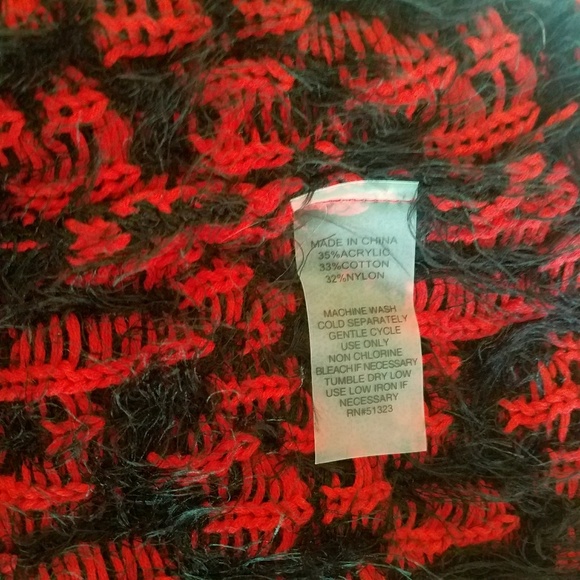 MADE IN CHINA
35%ACRYLIC
33%COTTON
32%NYLON
MACHINE WASH
COLD SEPARATELY
GENTLE CYCLE
USE ONLY
NON CHLORINE
BLEACH IF NECESSARY
TUMBLE DRY LOW
USE LOW IRON IF
NECESSARY
RN#51323